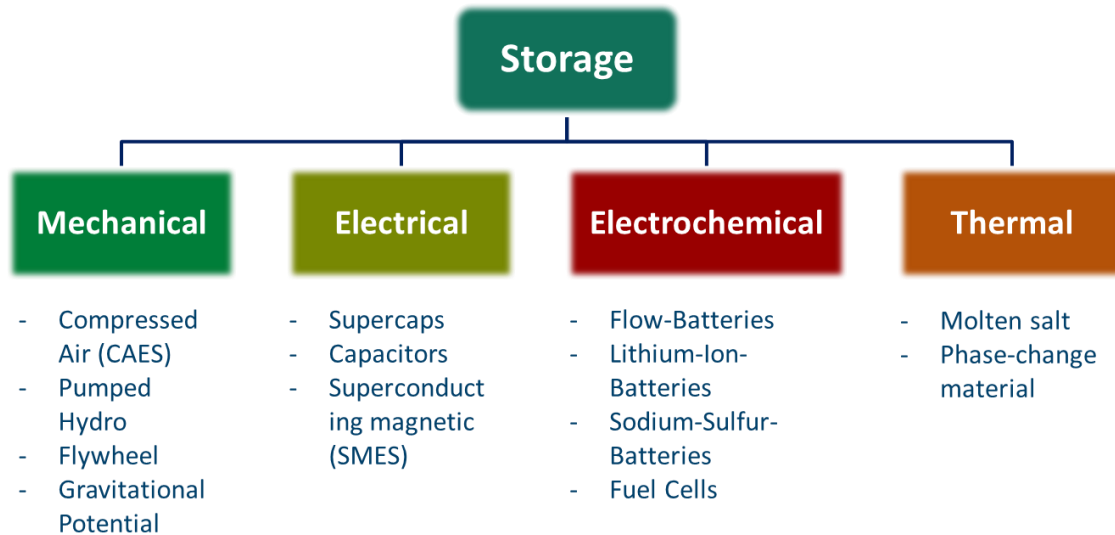 Storage
Mechanical
Electrical
Electrochemical
Thermal
- Compressed
Air (CAES)
- Pumped
Hydro
- Flywheel
- Gravitational
Potential
- Supercaps
- Capacitors
- Superconduct
ing magnetic
(SMES)
- Flow-Batteries
- Lithium-Ion-
Batteries
- Sodium-Sulfur-
Batteries
- Fuel Cells
- Molten salt
- Phase-change
material